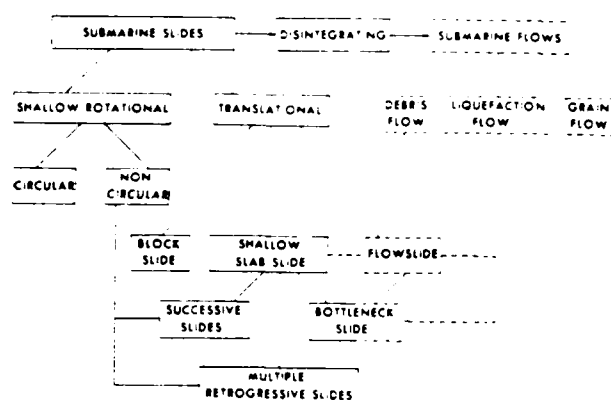 SUBMARINE SLIDES
DISINTEGRATING
SUBMARINE FLOWS
SHALLOW ROTATIONAL
TRANSLATIONAL
DEBRIS
FLOW
LIQUEFACTION
FLOW
GRAIN
FLOW
CIRCULAR
NON
CIRCULAR
BLOCK
SLIDE
SHALLOW
SLAB SLIDE
FLOWSLIDE
SUCCESSIVE
SLIDES
BOTTLENECK
SLIDE
MULTIPLE
RETROGRESSIVE SLIDES